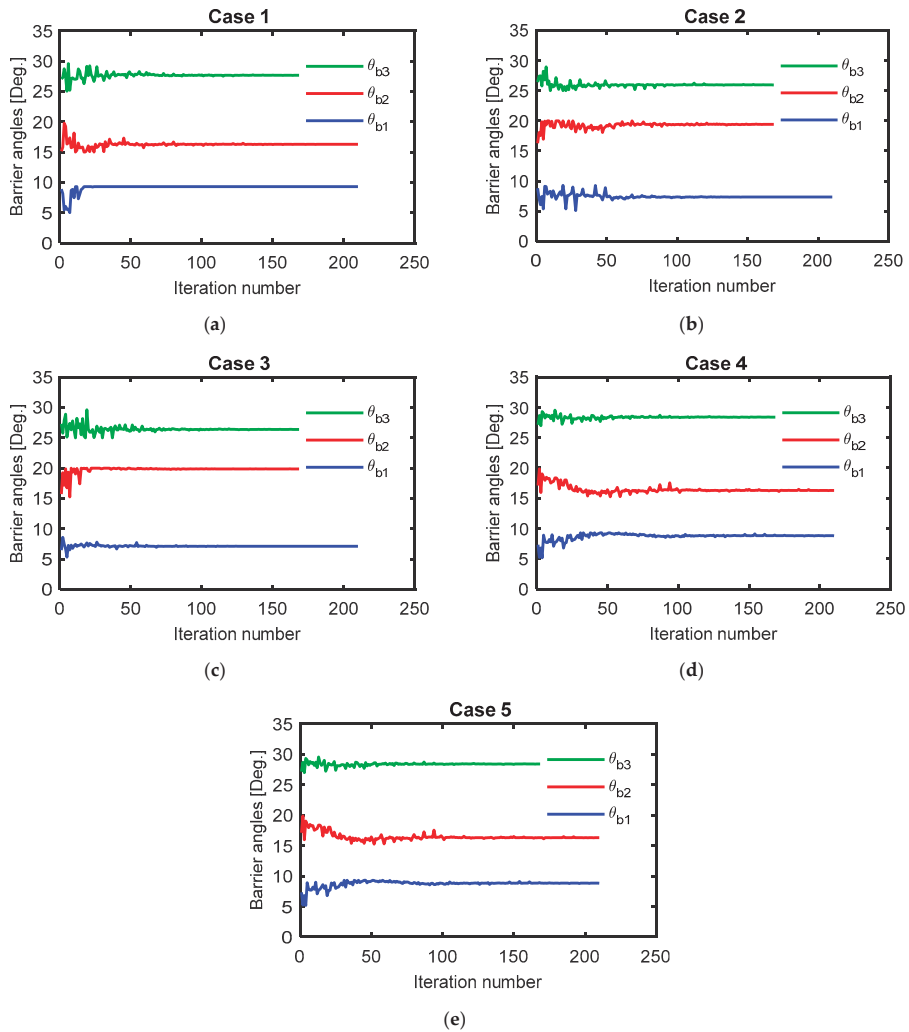 Case 1
Barrier angles [Deg.]
35
30
25
20
15
10
5
0
θb3
θb2
θb1
0 50 100 150 200 250
Iteration number
(a)
Case 2
Barrier angles [Deg.]
35
30
25
20
15
10
5
0
θb3
θb2
θb1
0 50 100 150 200 250
Iteration number
(b)
Case 3
Barrier angles [Deg.]
35
30
25
20
15
10
5
0
θb3
θb2
θb1
0 50 100 150 200 250
Iteration number
(c)
Case 4
Barrier angles [Deg.]
35
30
25
20
15
10
5
0
θb3
θb2
θb1
0 50 100 150 200 250
Iteration number
(d)
Case 5
Barrier angles [Deg.]
35
30
25
20
15
10
5
0
θb3
θb2
θb1
0 50 100 150 200 250
Iteration number
(e)